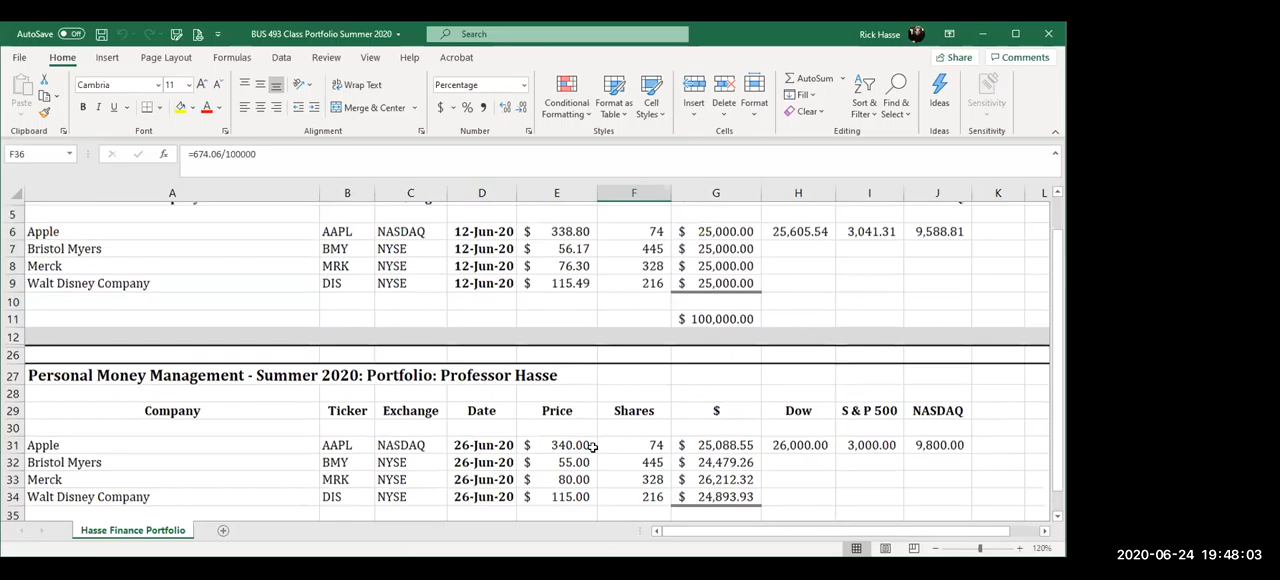 AutoSave Off BUS 493 Class Portfolio Summer 2020 Search Rick Hasse
File Home Insert Page Layout Formulas Data Review View Help Acrobat Share Comments
Paste Cambria 11 A A Wrap Text Percentage Conditional Formatting Format as Table Cell Styles Insert Delete Format AutoSum Fill Clear Sort & Filter Find & Select Ideas Sensitivity
B I U A Merge & Center $ % 9
Clipboard Font Alignment Number Styles Cells Editing Ideas Sensitivity
F36 fx =674.06/100000
A B C D E F G H I J K L
5
6 Apple AAPL NASDAQ 12-Jun-20 $ 338.80 74 $ 25,000.00 25,605.54 3,041.31 9,588.81
7 Bristol Myers BMY NYSE 12-Jun-20 $ 56.17 445 $ 25,000.00
8 Merck MRK NYSE 12-Jun-20 $ 76.30 328 $ 25,000.00
9 Walt Disney Company DIS NYSE 12-Jun-20 $ 115.49 216 $ 25,000.00
10
11 $ 100,000.00
12
26
27 Personal Money Management - Summer 2020: Portfolio: Professor Hasse
28
29 Company Ticker Exchange Date Price Shares $ Dow S & P 500 NASDAQ
30
31 Apple AAPL NASDAQ 26-Jun-20 $ 340.00 74 $ 25,088.55 26,000.00 3,000.00 9,800.00
32 Bristol Myers BMY NYSE 26-Jun-20 $ 55.00 445 $ 24,479.26
33 Merck MRK NYSE 26-Jun-20 $ 80.00 328 $ 26,212.32
34 Walt Disney Company DIS NYSE 26-Jun-20 $ 115.00 216 $ 24,893.93
35
Hasse Finance Portfolio
120%
2020-06-24 19:48:03